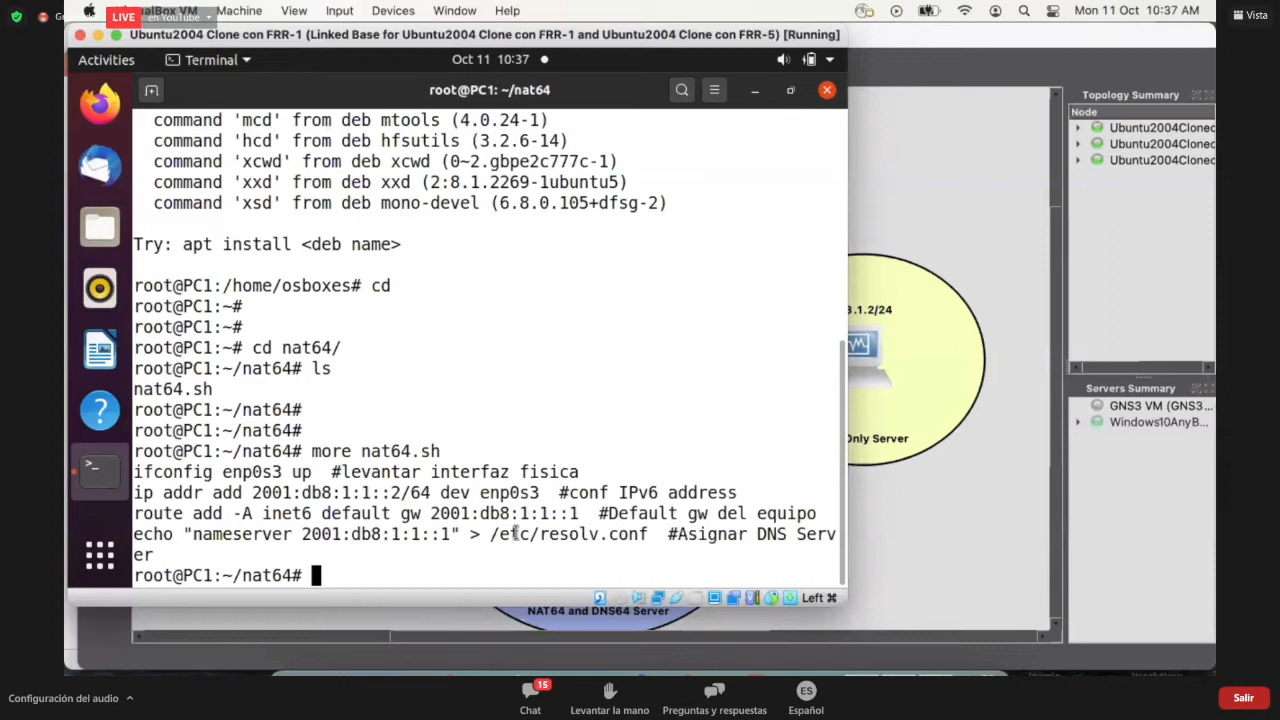 LIVE
en YouTube
VirtualBox VM
Machine
View
Input
Devices
Window
Help
Mon 11 Oct 10:37 AM
Vista
Ubuntu2004 Clone con FRR-1 (Linked Base for Ubuntu2004 Clone con FRR-1 and Ubuntu2004 Clone con FRR-5) [Running]
Activities
Terminal
Oct 11 10:37
root@PC1: ~/nat64
command 'mcd' from deb mtools (4.0.24-1)
command 'hcd' from deb hfsutils (3.2.6-14)
command 'xcwd' from deb xcwd (0~2.gbpe2c777c-1)
command 'xxd' from deb xxd (2:8.1.2269-1ubuntu5)
command 'xsd' from deb mono-devel (6.8.0.105+dfsg-2)
Try: apt install <deb name>
root@PC1:/home/osboxes# cd
root@PC1:~#
root@PC1:~#
root@PC1:~# cd nat64/
root@PC1:~/nat64# ls
nat64.sh
root@PC1:~/nat64#
root@PC1:~/nat64#
root@PC1:~/nat64# more nat64.sh
ifconfig enp0s3 up  #levantar interfaz fisica
ip addr add 2001:db8:1:1::2/64 dev enp0s3  #conf IPv6 address
route add -A inet6 default gw 2001:db8:1:1::1  #Default gw del equipo
echo "nameserver 2001:db8:1:1::1" > /etc/resolv.conf  #Asignar DNS Serv
er
root@PC1:~/nat64#
Left ⌘
Topology Summary
Node
Ubuntu2004Clonec
Ubuntu2004Clonec
Ubuntu2004Clonec
3.1.2/24
Only Server
Servers Summary
GNS3 VM (GNS3...
Windows10AnyB...
NAT64 and DNS64 Server
Configuración del audio
15
Chat
Levantar la mano
Preguntas y respuestas
ES
Español
Salir